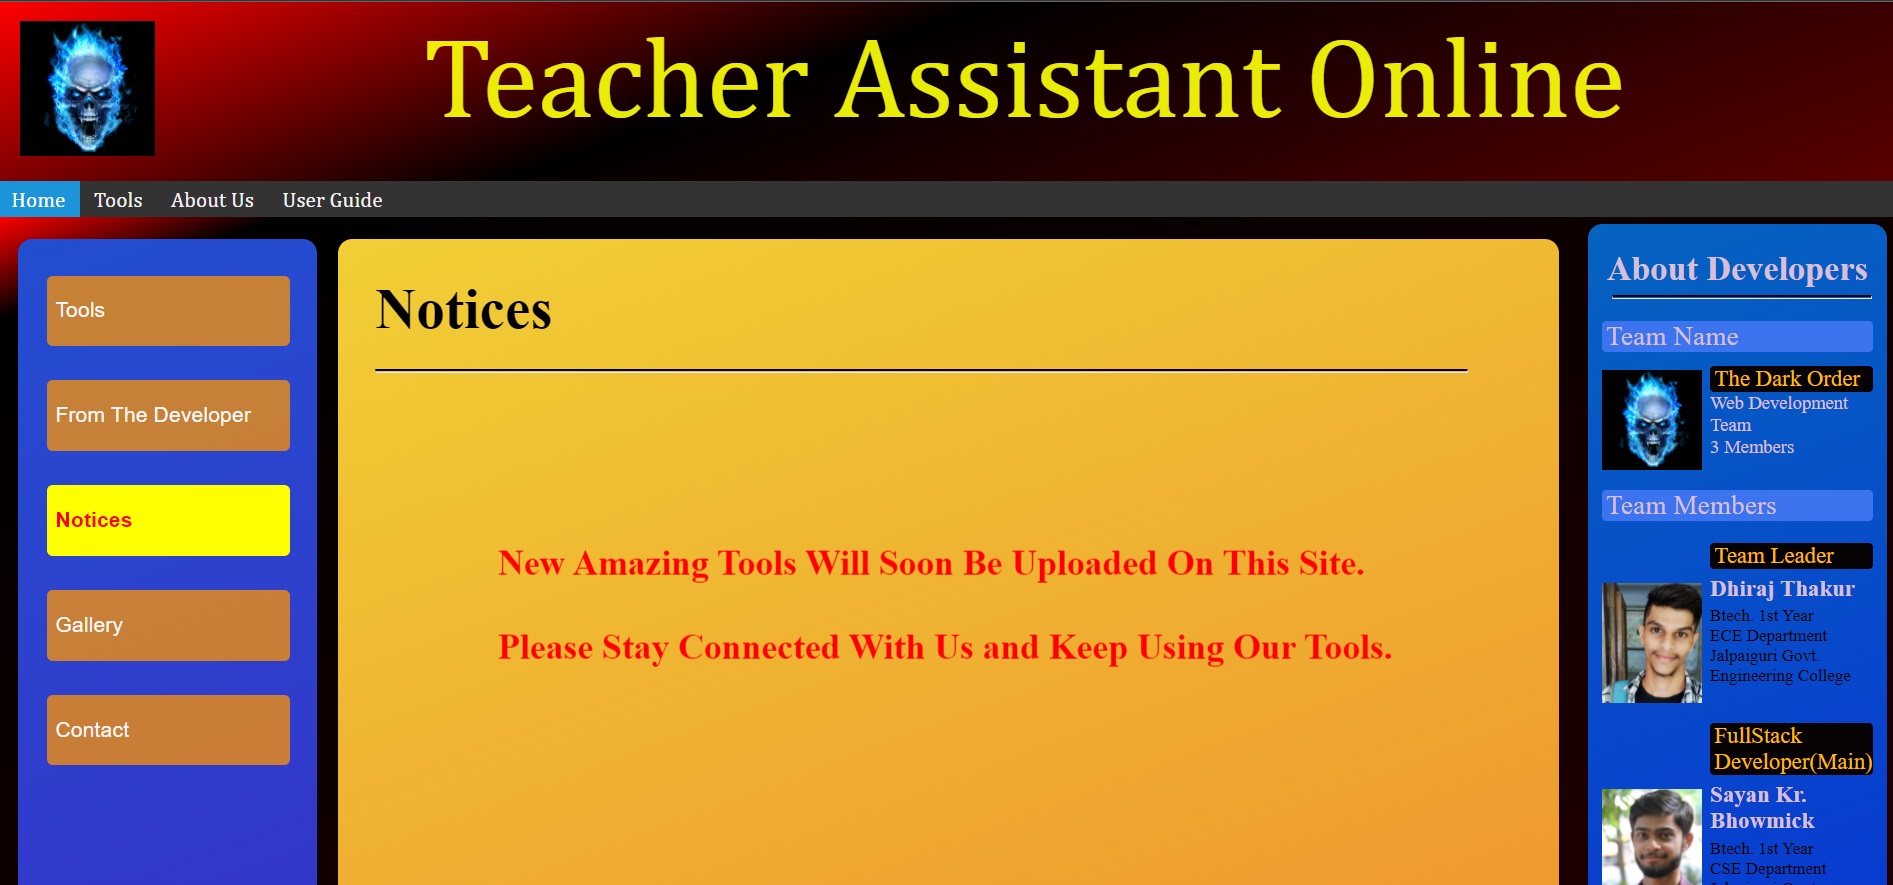 Teacher Assistant Online
Home Tools About Us User Guide
Tools
From The Developer
Notices
Gallery
Contact
Notices
New Amazing Tools Will Soon Be Uploaded On This Site.
Please Stay Connected With Us and Keep Using Our Tools.
About Developers
Team Name
The Dark Order
Web Development
Team
3 Members
Team Members
Team Leader
Dhiraj Thakur
Btech. 1st Year
ECE Department
Jalpaiguri Govt.
Engineering College
FullStack
Developer(Main)
Sayan Kr.
Bhowmick
Btech. 1st Year
CSE Department